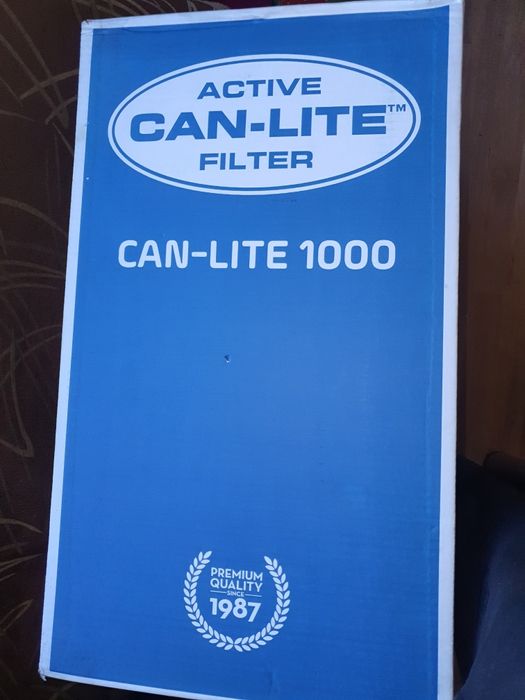 ACTIVE
CAN-LITE™
FILTER
CAN-LITE 1000
PREMIUM
QUALITY
SINCE
1987